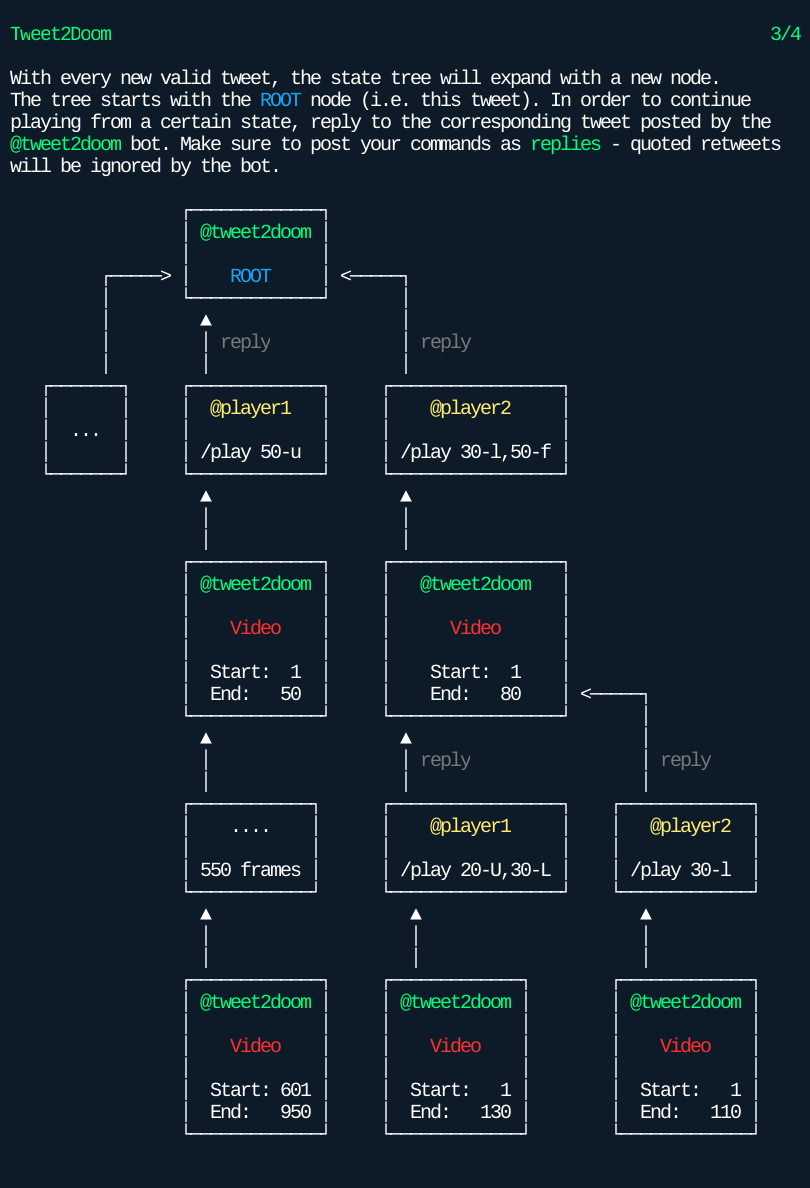 Tweet2Doom 3/4
With every new valid tweet, the state tree will expand with a new node.
The tree starts with the ROOT node (i.e. this tweet). In order to continue
playing from a certain state, reply to the corresponding tweet posted by the
@tweet2doom bot. Make sure to post your commands as replies - quoted retweets
will be ignored by the bot.
@tweet2doom
ROOT
reply reply
@player1 @player2
...
/play 50-u /play 30-l,50-f
@tweet2doom @tweet2doom
Video Video
Start: 1 Start: 1
End: 50 End: 80
reply reply
.... @player1 @player2
550 frames /play 20-U,30-L /play 30-l
@tweet2doom @tweet2doom @tweet2doom
Video Video Video
Start: 601 Start: 1 Start: 1
End: 950 End: 130 End: 110